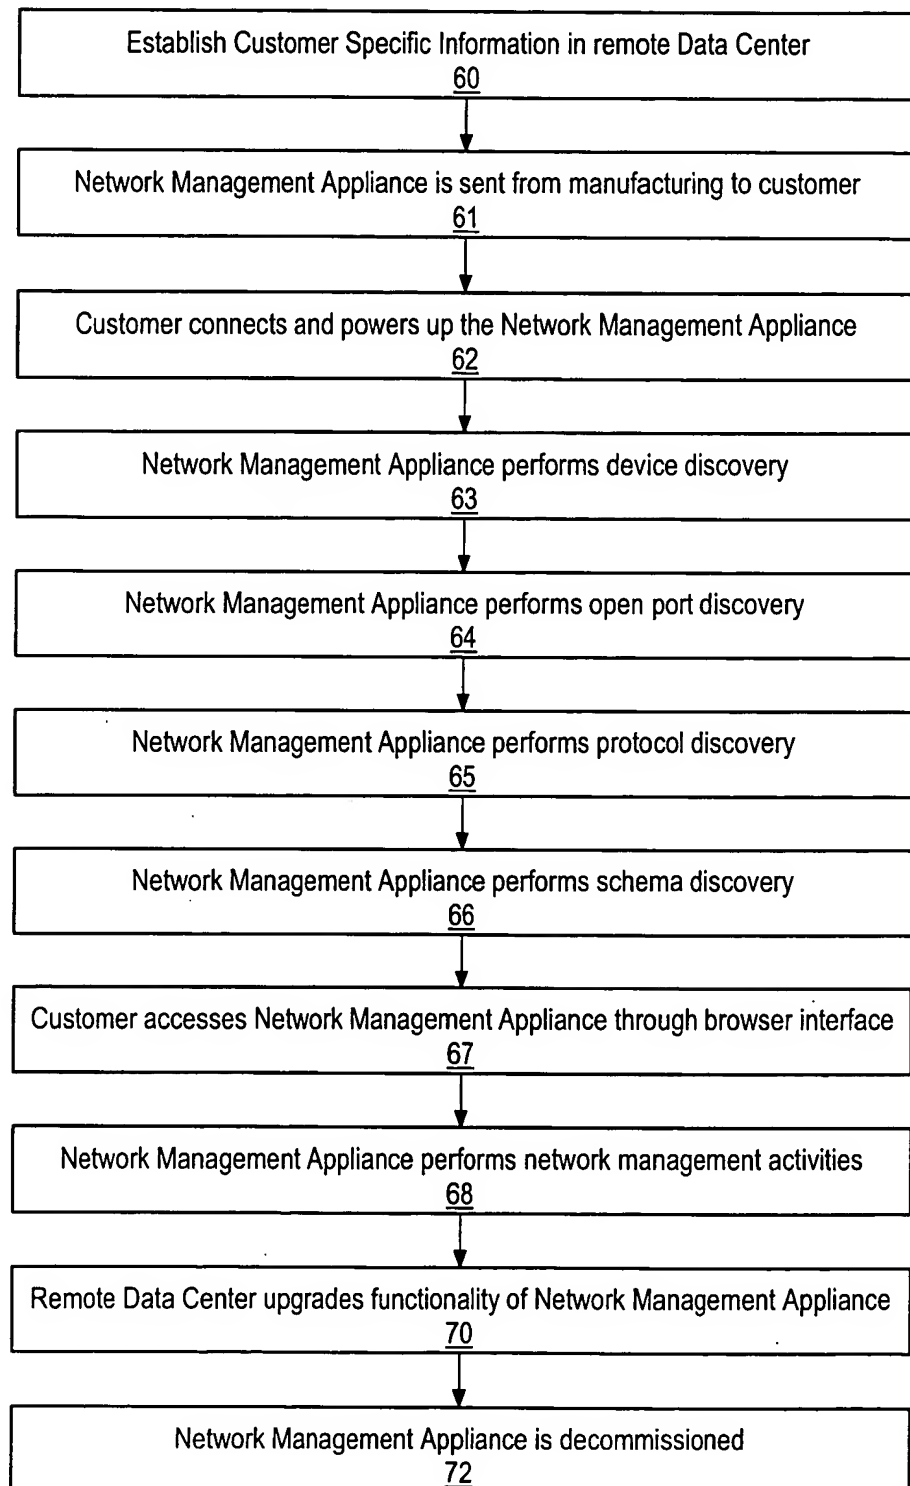 Establish Customer Specific Information in remote Data Center
60
Network Management Appliance is sent from manufacturing to customer
61
Customer connects and powers up the Network Management Appliance
62
Network Management Appliance performs device discovery
63
Network Management Appliance performs open port discovery
64
Network Management Appliance performs protocol discovery
65
Network Management Appliance performs schema discovery
66
Customer accesses Network Management Appliance through browser interface
67
Network Management Appliance performs network management activities
68
Remote Data Center upgrades functionality of Network Management Appliance
70
Network Management Appliance is decommissioned
72